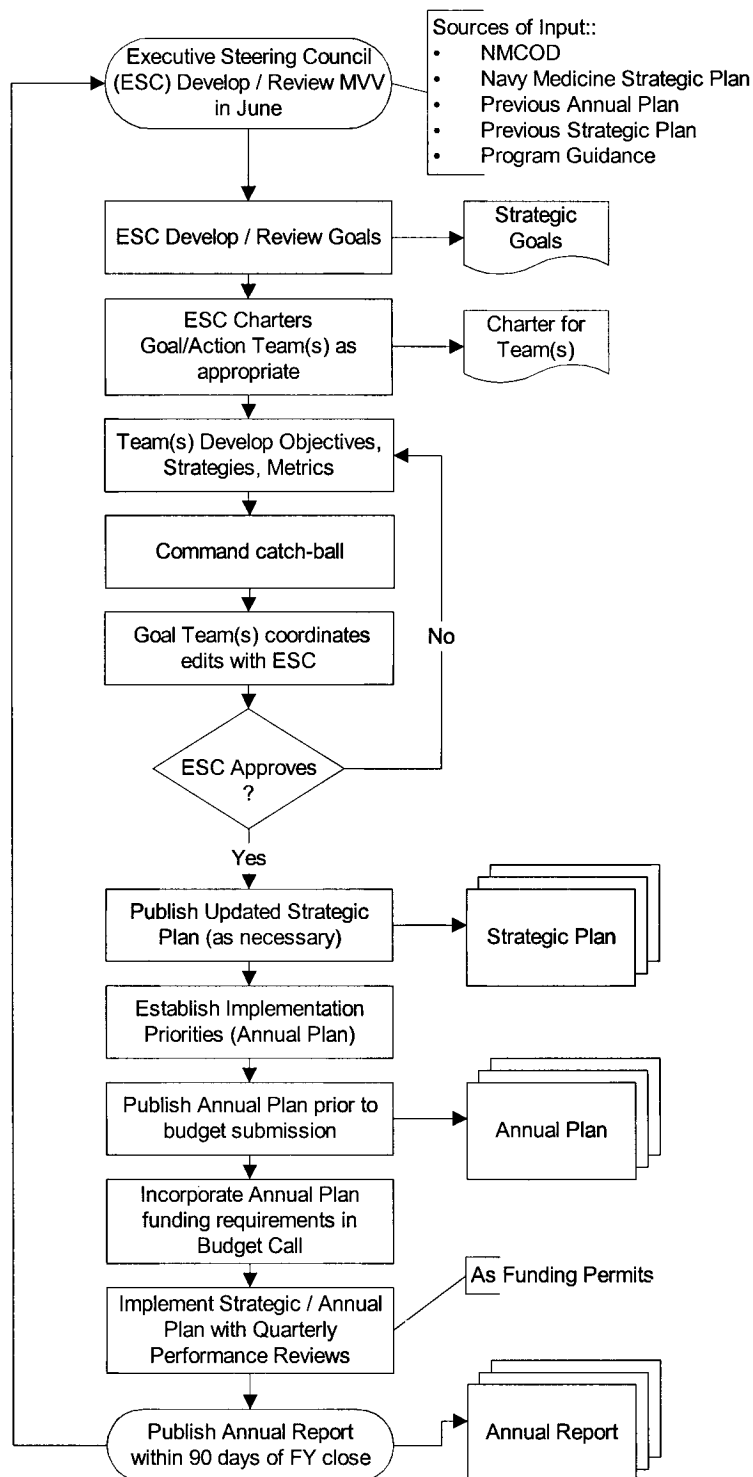 Executive Steering Council
(ESC) Develop / Review MVV
in June
Sources of Input::
• NMCOD
• Navy Medicine Strategic Plan
• Previous Annual Plan
• Previous Strategic Plan
• Program Guidance
ESC Develop / Review Goals
Strategic
Goals
ESC Charters
Goal/Action Team(s) as
appropriate
Charter for
Team(s)
Team(s) Develop Objectives,
Strategies, Metrics
Command catch-ball
Goal Team(s) coordinates
edits with ESC
No
ESC Approves
?
Yes
Publish Updated Strategic
Plan (as necessary)
Strategic Plan
Establish Implementation
Priorities (Annual Plan)
Publish Annual Plan prior to
budget submission
Annual Plan
Incorporate Annual Plan
funding requirements in
Budget Call
As Funding Permits
Implement Strategic / Annual
Plan with Quarterly
Performance Reviews
Publish Annual Report
within 90 days of FY close
Annual Report